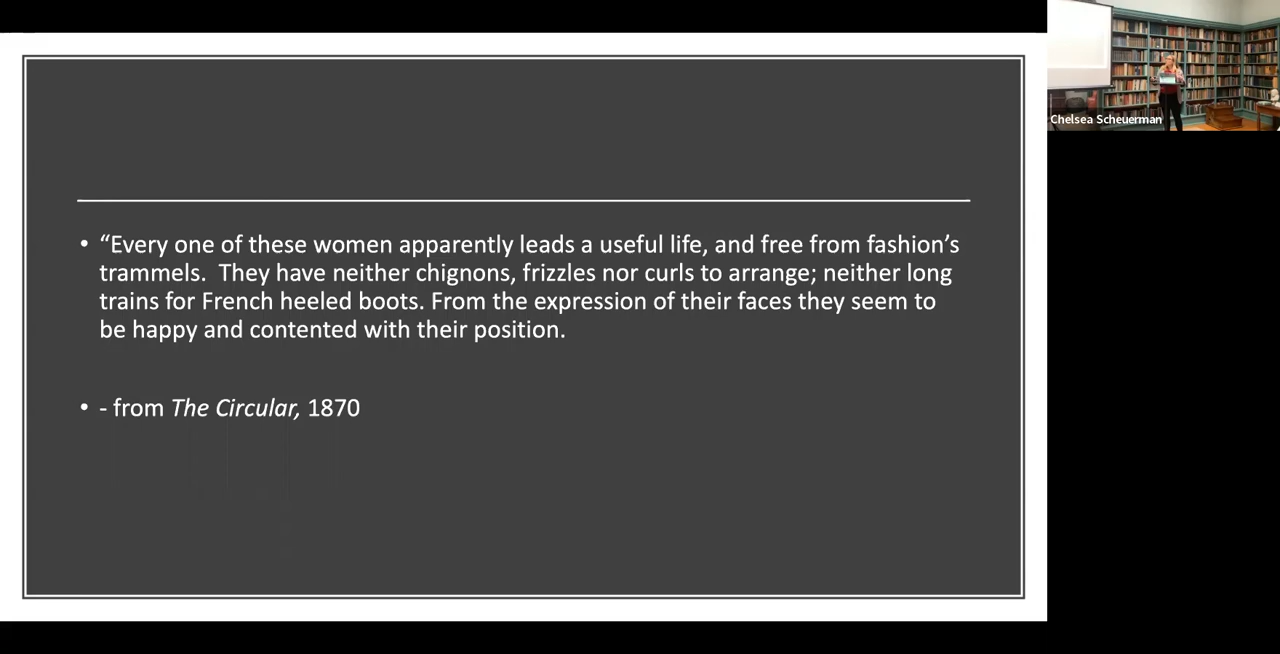 • “Every one of these women apparently leads a useful life, and free from fashion’s
trammels.  They have neither chignons, frizzles nor curls to arrange; neither long
trains for French heeled boots. From the expression of their faces they seem to
be happy and contented with their position.
• - from The Circular, 1870
Chelsea Scheuerman